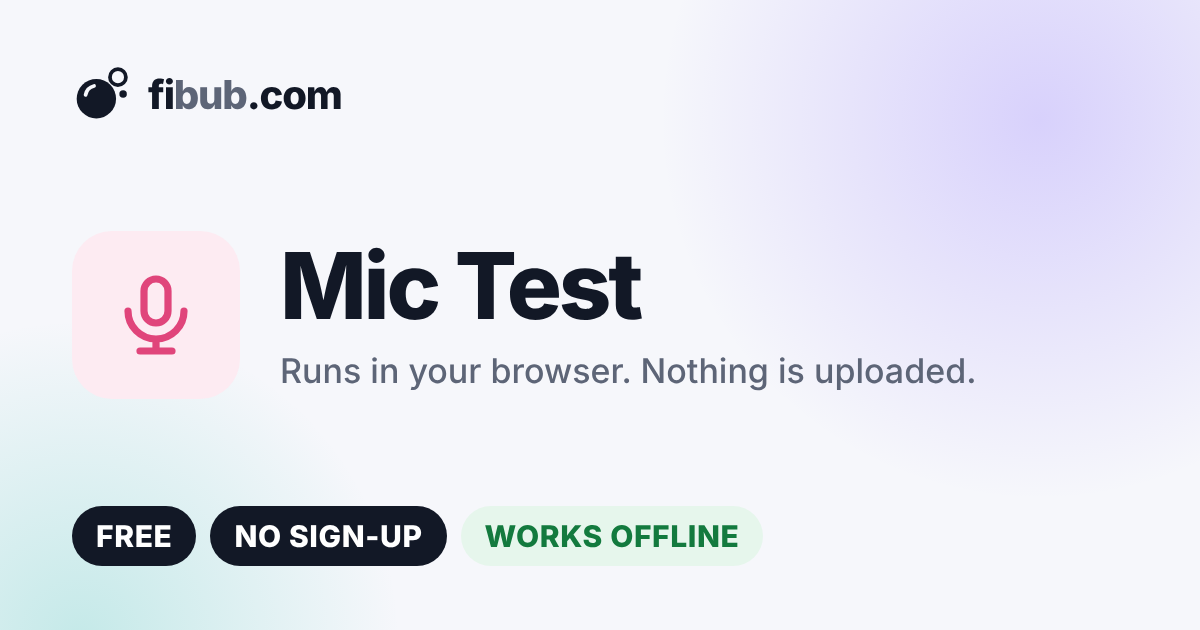 fibub.com
Mic Test
Runs in your browser. Nothing is uploaded.
FREE NO SIGN-UP WORKS OFFLINE